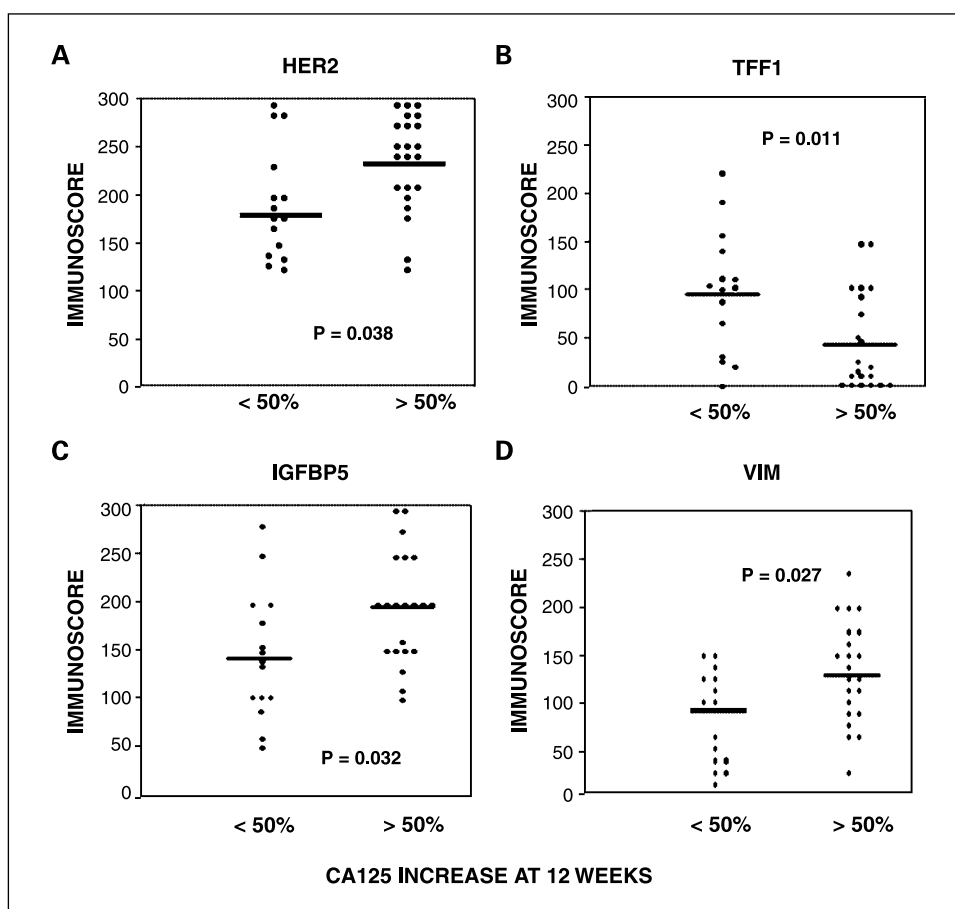 A
HER2
IMMUNOSCORE
300
250
200
150
100
50
0
P = 0.038
< 50%
> 50%
B
TFF1
IMMUNOSCORE
300
250
200
150
100
50
0
P = 0.011
< 50%
> 50%
C
IGFBP5
IMMUNOSCORE
300
250
200
150
100
50
0
P = 0.032
< 50%
> 50%
D
VIM
IMMUNOSCORE
300
250
200
150
100
50
0
P = 0.027
< 50%
> 50%
CA125 INCREASE AT 12 WEEKS